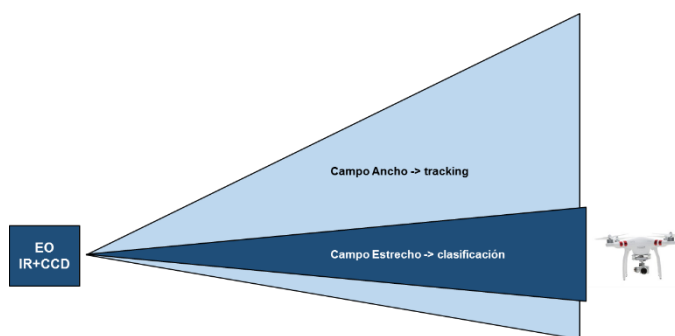 Campo Ancho -> tracking
EO
IR+CCD
Campo Estrecho -> clasificación